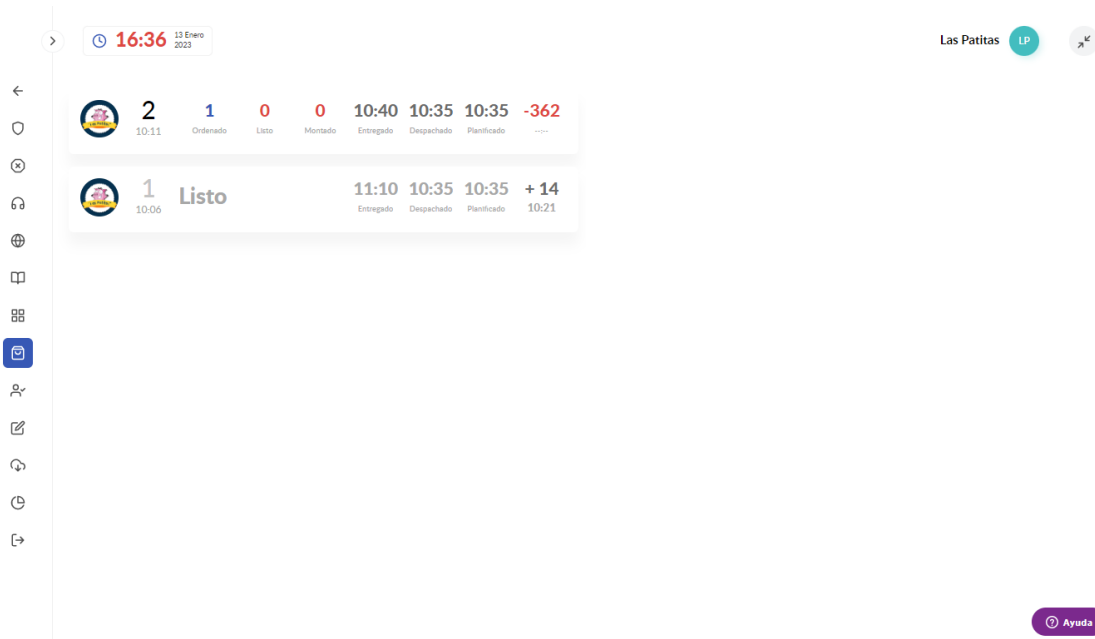 16:36 13 Enero 2023
Las Patitas LP
2 1 0 0 10:40 10:35 10:35 -362
10:11 Ordenado Listo Montado Entregado Despachado Planificado --:--
1 Listo 11:10 10:35 10:35 + 14
10:06 Entregado Despachado Planificado 10:21
Ayuda